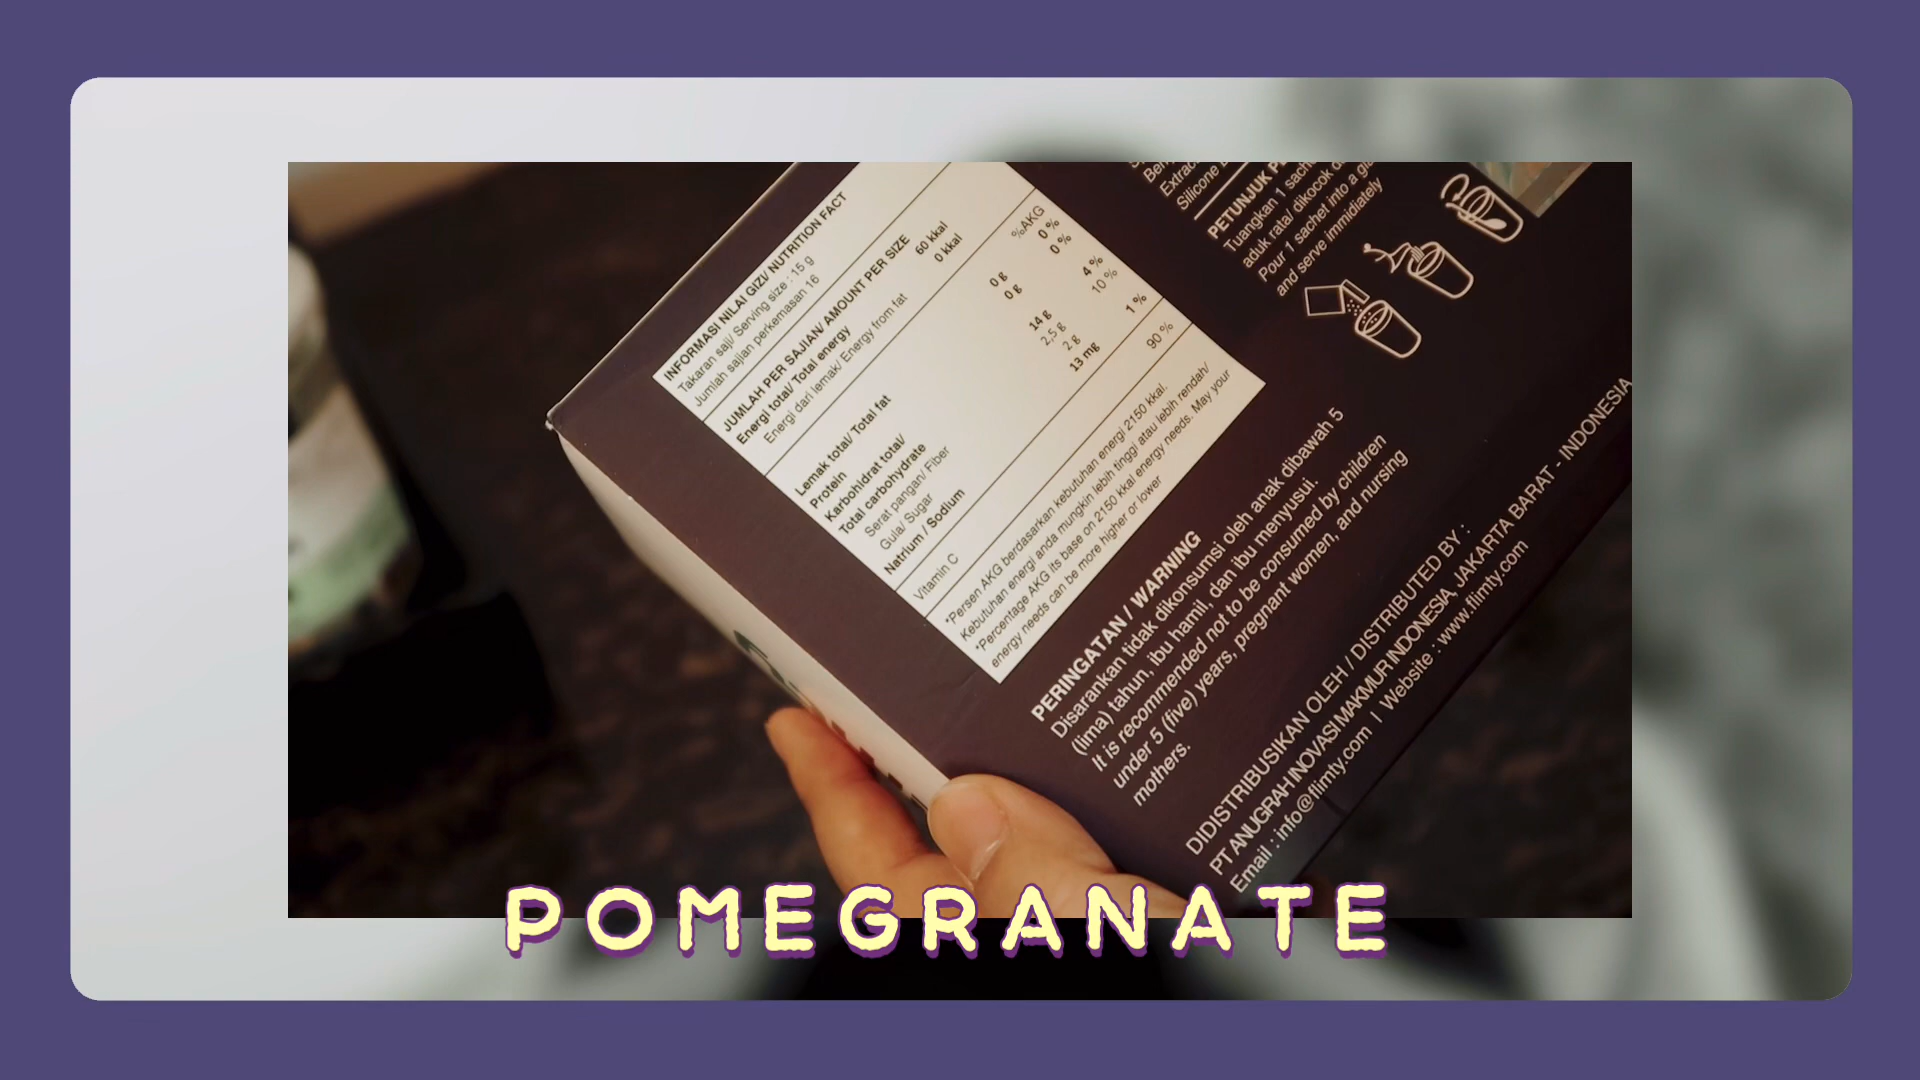 INFORMASI NILAI GIZI/ NUTRITION FACT
Takaran saji/ Serving size : 15 g
Jumlah sajian perkemasan 16
JUMLAH PER SAJIAN/ AMOUNT PER SIZE
Energi total/ Total energy 60 kkal
Energi dari lemak/ Energy from fat 0 kkal
%AKG
Lemak total/ Total fat 0 g 0 %
Protein 0 g 0 %
Karbohidrat total/
Total carbohydrate 14 g 4 %
Serat pangan/ Fiber 2,5 g 10 %
Gula/ Sugar 2 g
Natrium / Sodium 13 mg 1 %
Vitamin C 90 %
*Persen AKG berdasarkan kebutuhan energi 2150 kkal.
Kebutuhan energi anda mungkin lebih tinggi atau lebih rendah/
*Percentage AKG its base on 2150 kkal energy needs. May your
energy needs can be more higher or lower
Extrac
Silicone
PETUNJUK P
Tuangkan 1 sach
aduk rata/ dikocok d
Pour 1 sachet into a gl
and serve immidiately
PERINGATAN / WARNING
Disarankan tidak dikonsumsi oleh anak dibawah 5
(lima) tahun, ibu hamil, dan ibu menyusui.
It is recommended not to be consumed by children
under 5 (five) years, pregnant women, and nursing
mothers.
DIDISTRIBUSIKAN OLEH / DISTRIBUTED BY :
PT ANUGRAH INOVASI MAKMUR INDONESIA, JAKARTA BARAT - INDONESIA
Email : info@flimty.com | Website : www.flimty.com
POMEGRANATE